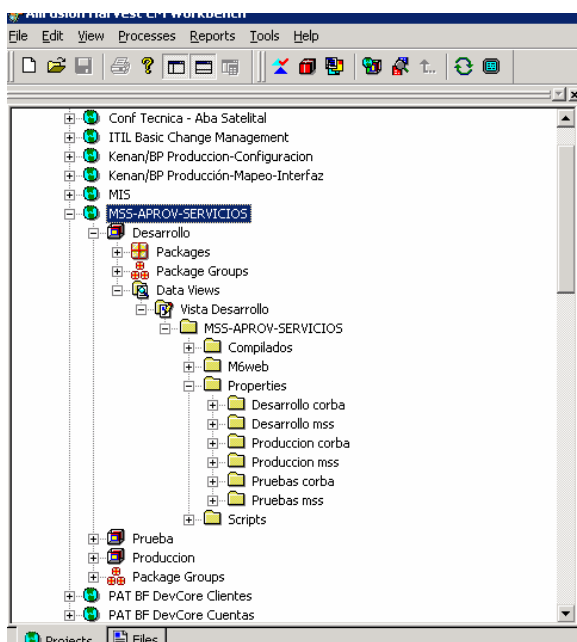 AllFusion Harvest CM Workbench
File Edit View Processes Reports Tools Help
Conf Tecnica - Aba Satelital
ITIL Basic Change Management
Kenan/BP Produccion-Configuracion
Kenan/BP Producción-Mapeo-Interfaz
MIS
MSS-APROV-SERVICIOS
Desarrollo
Packages
Package Groups
Data Views
Vista Desarrollo
MSS-APROV-SERVICIOS
Compilados
M6web
Properties
Desarrollo corba
Desarrollo mss
Produccion corba
Produccion mss
Pruebas corba
Pruebas mss
Scripts
Prueba
Produccion
Package Groups
PAT BF DevCore Clientes
PAT BF DevCore Cuentas
Projects Files